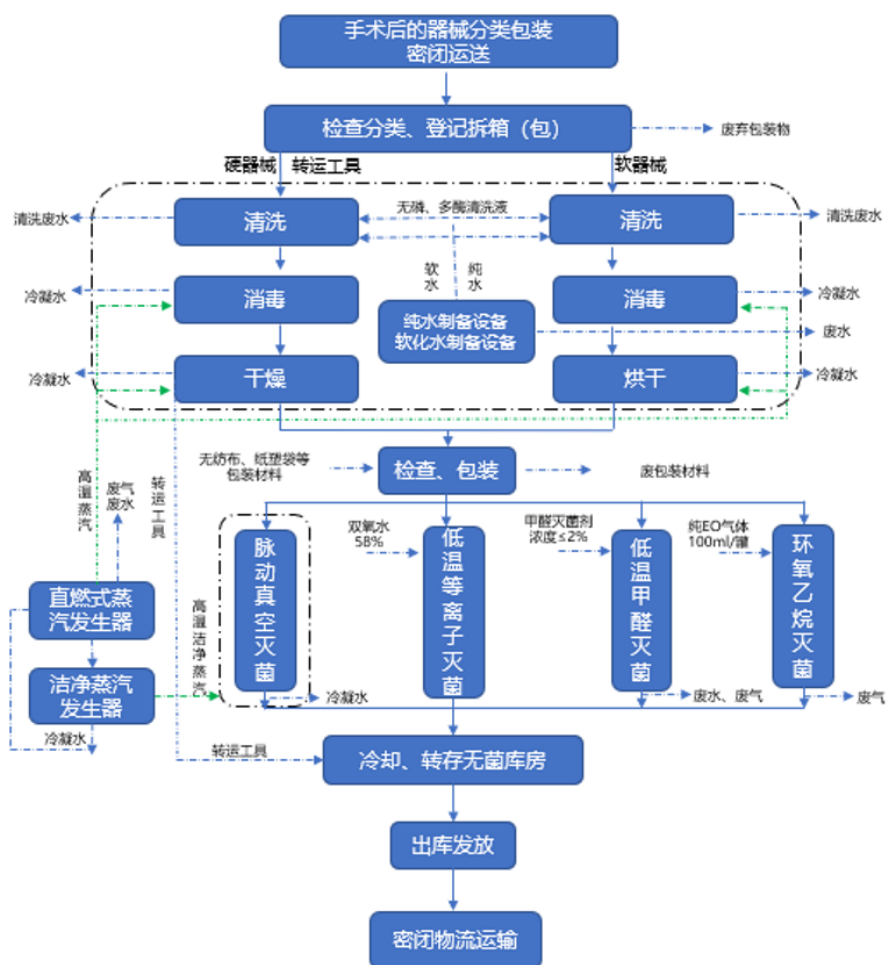 手术后的器械分类包装
密闭运送
检查分类、登记拆箱（包）
废弃包装物
硬器械
转运工具
软器械
清洗废水
清洗
无磷、多酶清洗液
清洗
清洗废水
软水
纯水
冷凝水
消毒
消毒
冷凝水
纯水制备设备
软化水制备设备
废水
冷凝水
干燥
烘干
冷凝水
无纺布、纸塑袋等
包装材料
检查、包装
废包装材料
高温蒸汽
废气
废水
转运工具
双氧水
58%
甲醛灭菌剂
浓度≤2%
纯EO气体
100ml/罐
脉动真空灭菌
低温等离子灭菌
低温甲醛灭菌
环氧乙烷灭菌
直燃式蒸
汽发生器
高温洁净蒸汽
洁净蒸汽
发生器
冷凝水
废水、废气
废气
冷凝水
转运工具
冷却、转存无菌库房
出库发放
密闭物流运输